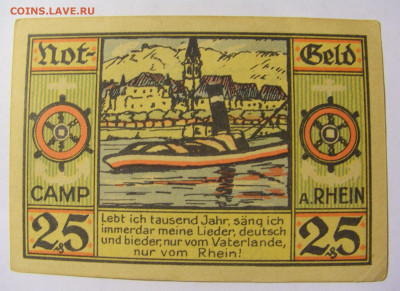 COINS.LAVE.RU
Not-
Geld
CAMP
A. RHEIN
Lebt ich tausend Jahr, säng ich
immerdar meine Lieder, deutsch
und bieder, nur vom Vaterlande,
nur vom Rhein!
25
25